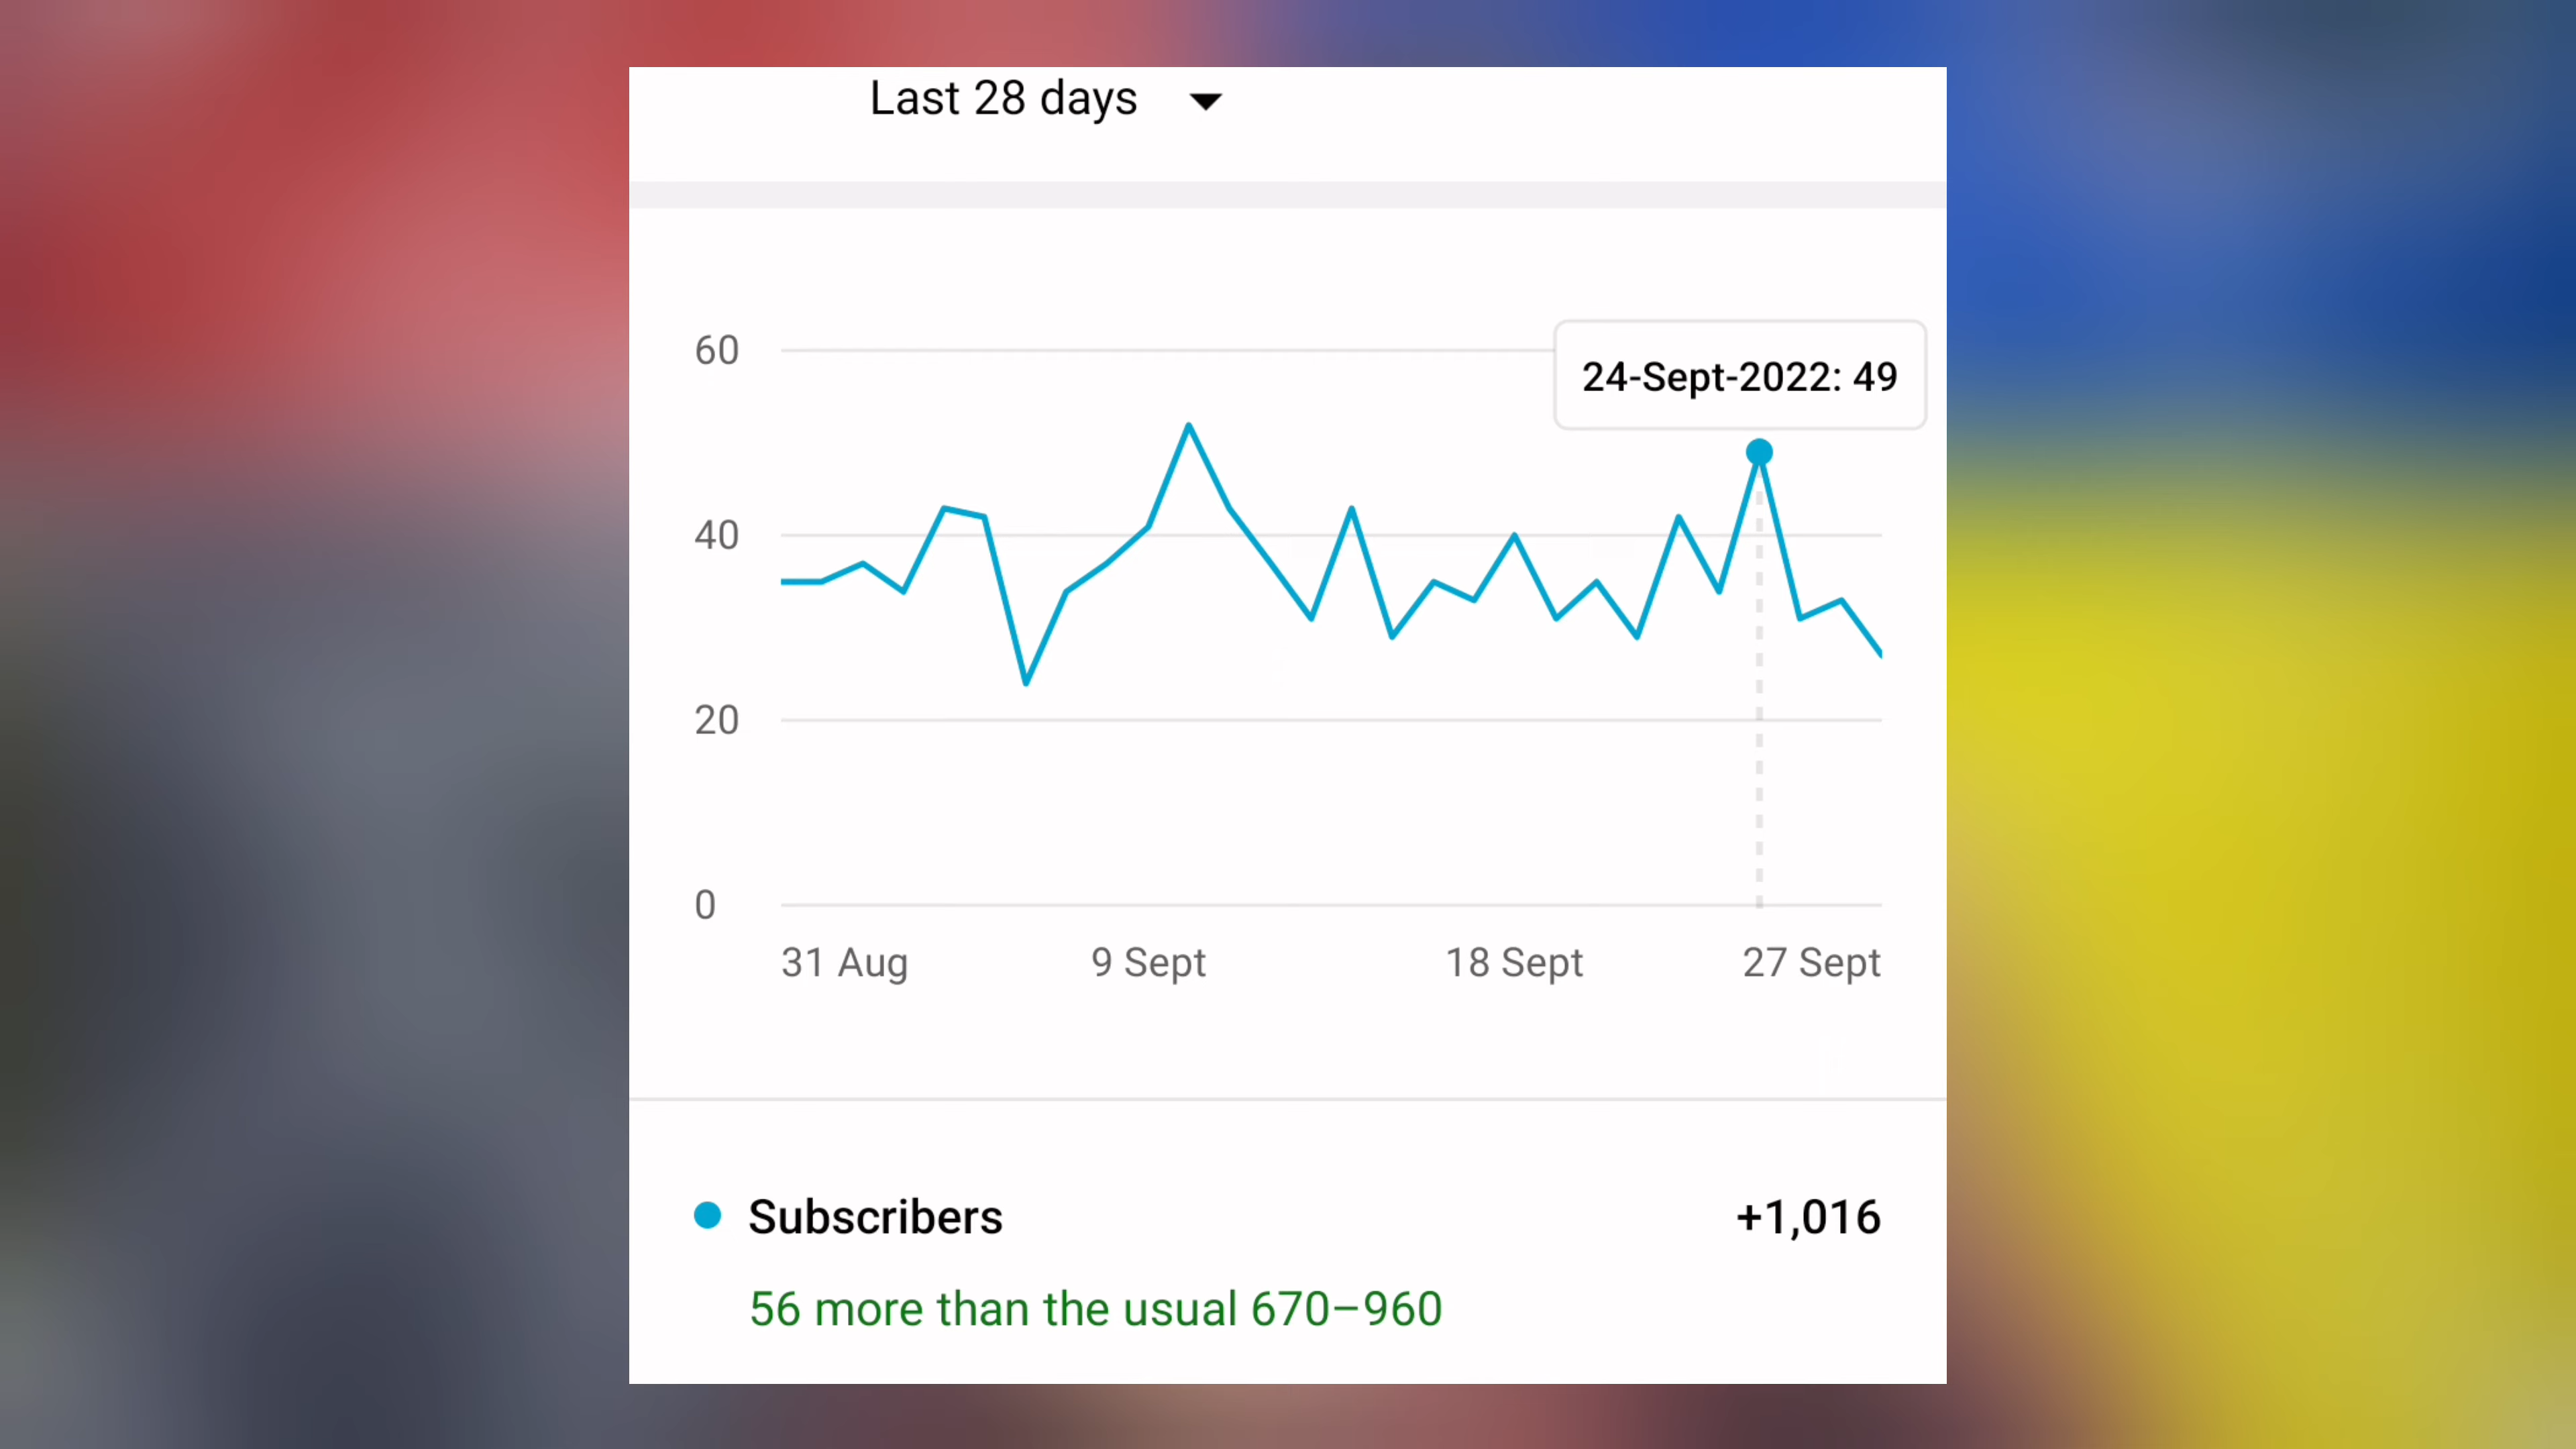 Last 28 days
60
24-Sept-2022: 49
40
20
0
31 Aug 9 Sept 18 Sept 27 Sept
Subscribers +1,016
56 more than the usual 670–960